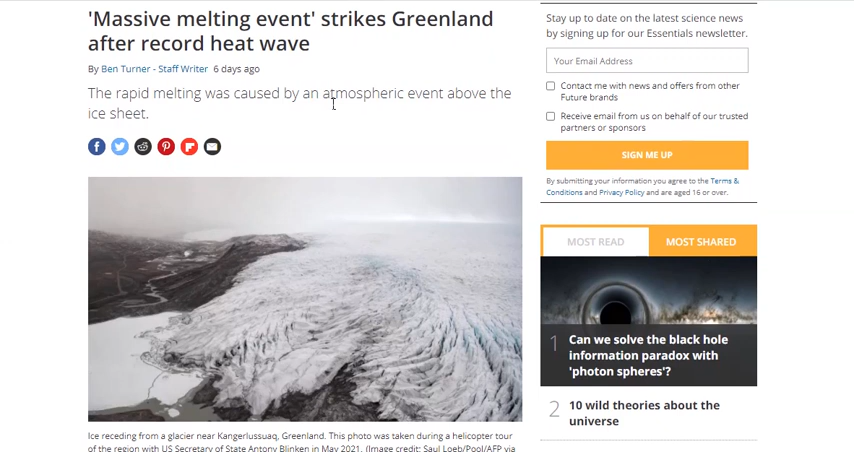 'Massive melting event' strikes Greenland
after record heat wave
By Ben Turner - Staff Writer 6 days ago
The rapid melting was caused by an atmospheric event above the
ice sheet.
Ice receding from a glacier near Kangerlussuaq, Greenland. This photo was taken during a helicopter tour
of the region with US Secretary of State Antony Blinken in May 2021. (Image credit: Saul Loeb/Pool/AFP via
Stay up to date on the latest science news
by signing up for our Essentials newsletter.
Your Email Address
Contact me with news and offers from other
Future brands
Receive email from us on behalf of our trusted
partners or sponsors
SIGN ME UP
By submitting your information you agree to the Terms &
Conditions and Privacy Policy and are aged 16 or over.
MOST READ
MOST SHARED
1 Can we solve the black hole
information paradox with
'photon spheres'?
2 10 wild theories about the
universe